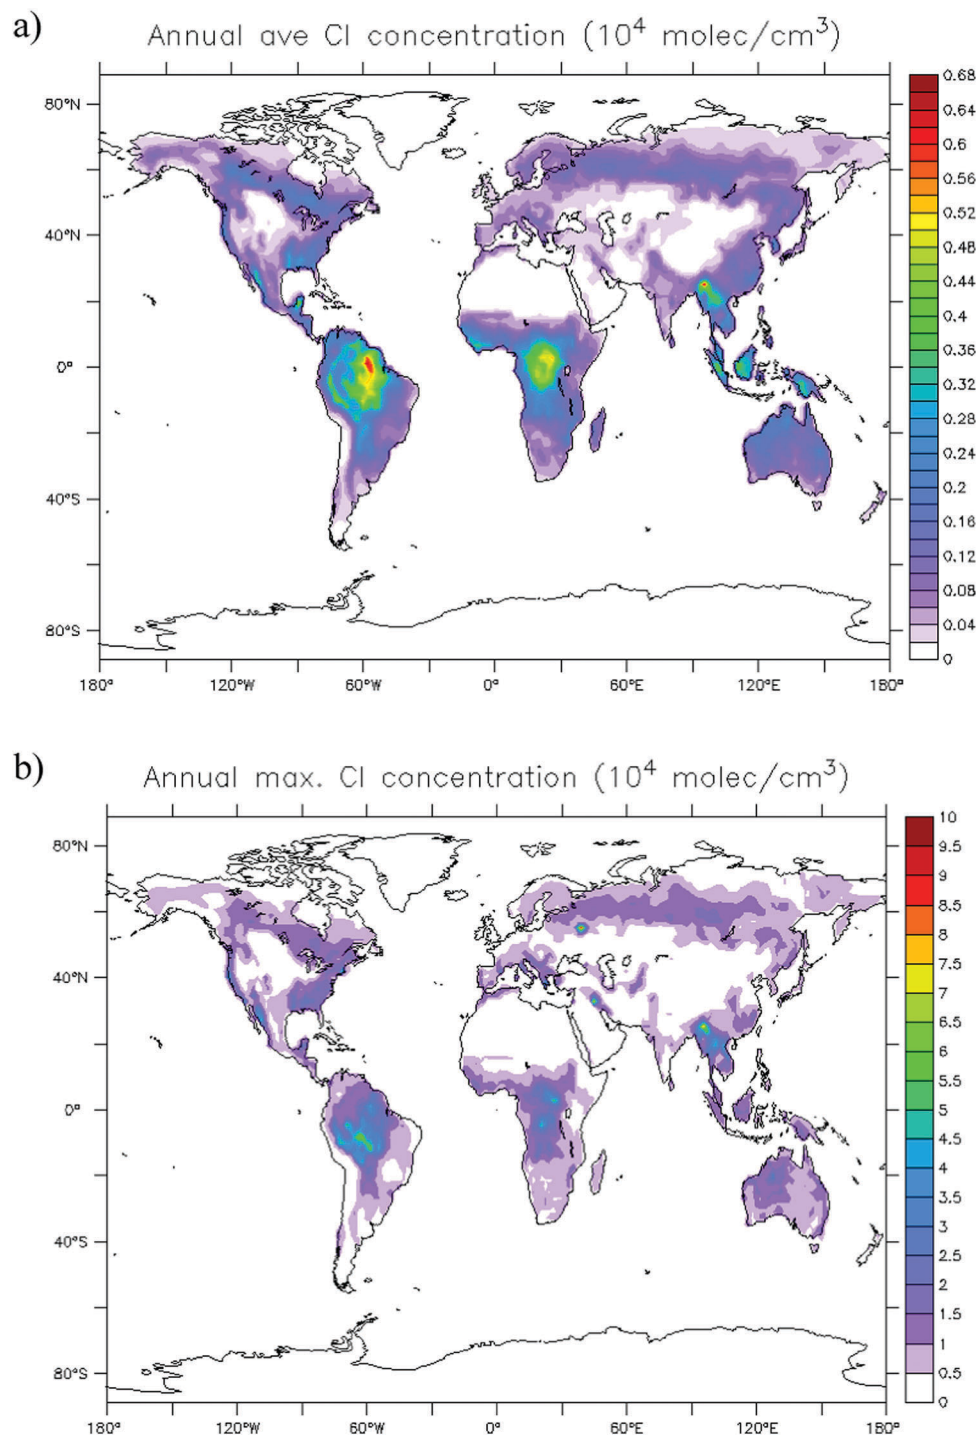 a)
Annual ave CI concentration (10⁴ molec/cm³)
80°N
40°N
0°
40°S
80°S
180°
120°W
60°W
0°
60°E
120°E
180°
0.68
0.64
0.6
0.56
0.52
0.48
0.44
0.4
0.36
0.32
0.28
0.24
0.2
0.16
0.12
0.08
0.04
0
b)
Annual max. CI concentration (10⁴ molec/cm³)
80°N
40°N
0°
40°S
80°S
180°
120°W
60°W
0°
60°E
120°E
180°
10
9.5
9
8.5
8
7.5
7
6.5
6
5.5
5
4.5
4
3.5
3
2.5
2
1.5
1
0.5
0